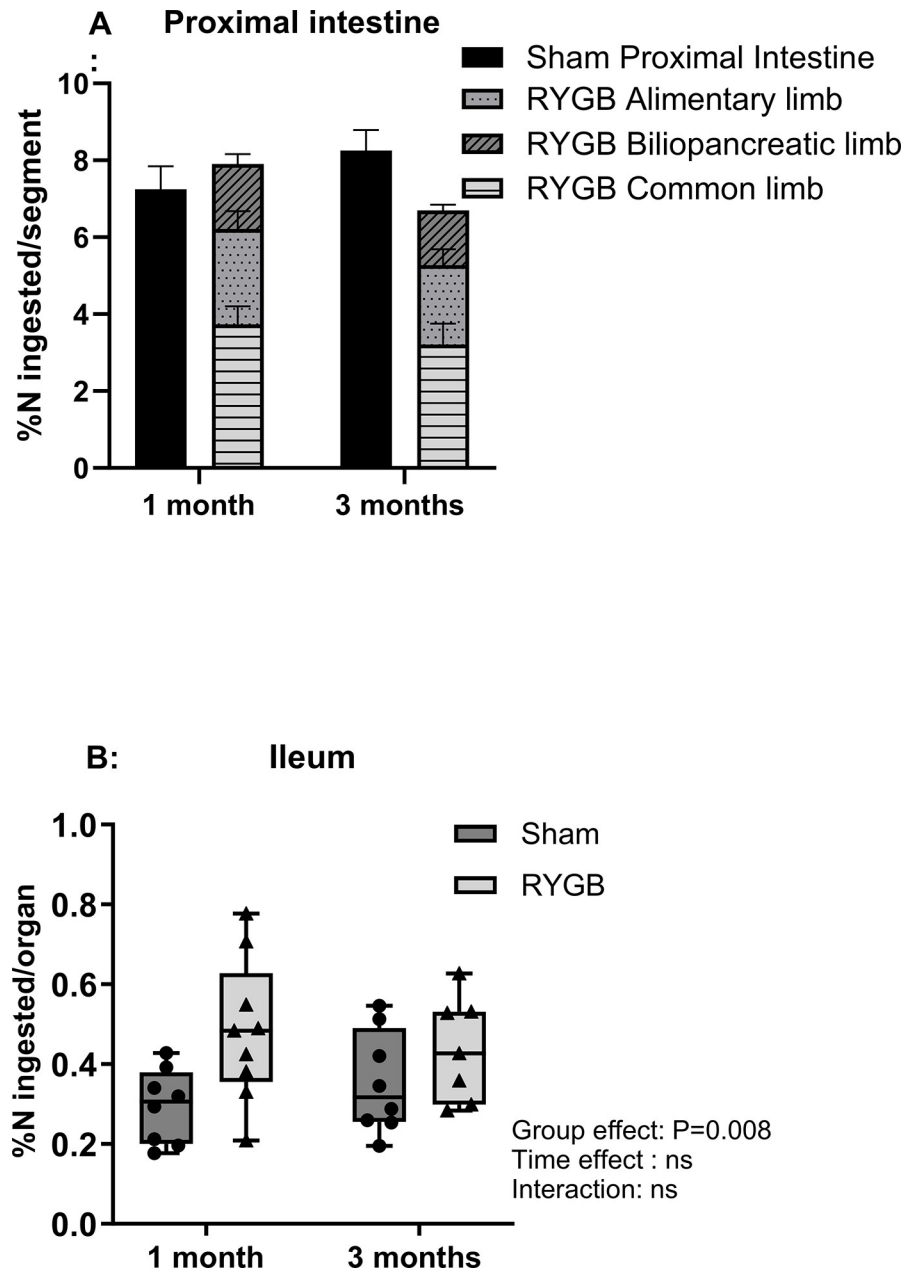 A
:
Proximal intestine
Sham Proximal Intestine
RYGB Alimentary limb
RYGB Biliopancreatic limb
RYGB Common limb
%N ingested/segment
10
8
6
4
2
0
1 month
3 months
B:
Ileum
Sham
RYGB
%N ingested/organ
1.0
0.8
0.6
0.4
0.2
0.0
Group effect: P=0.008
Time effect : ns
Interaction: ns
1 month
3 months